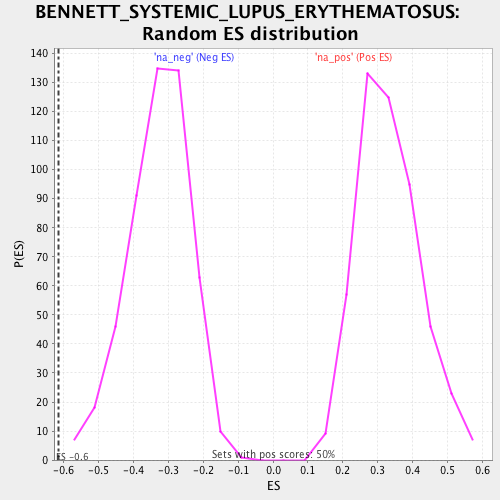 BENNETT_SYSTEMIC_LUPUS_ERYTHEMATOSUS:
Random ES distribution
'na_neg' (Neg ES)
'na_pos' (Pos ES)
140
130
120
110
100
90
80
70
60
50
40
30
20
10
0
P(ES)
ES -0.6
Sets with pos scores: 50%
-0.6 -0.5 -0.4 -0.3 -0.2 -0.1 0.0 0.1 0.2 0.3 0.4 0.5 0.6
ES